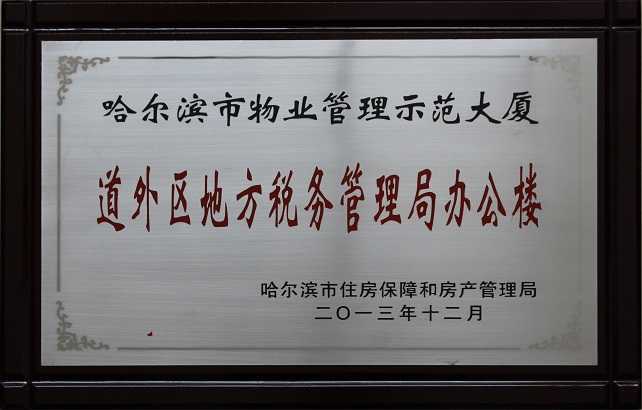 哈尔滨市物业管理示范大厦
道外区地方税务管理局办公楼
哈尔滨市住房保障和房产管理局
二〇一三年十二月